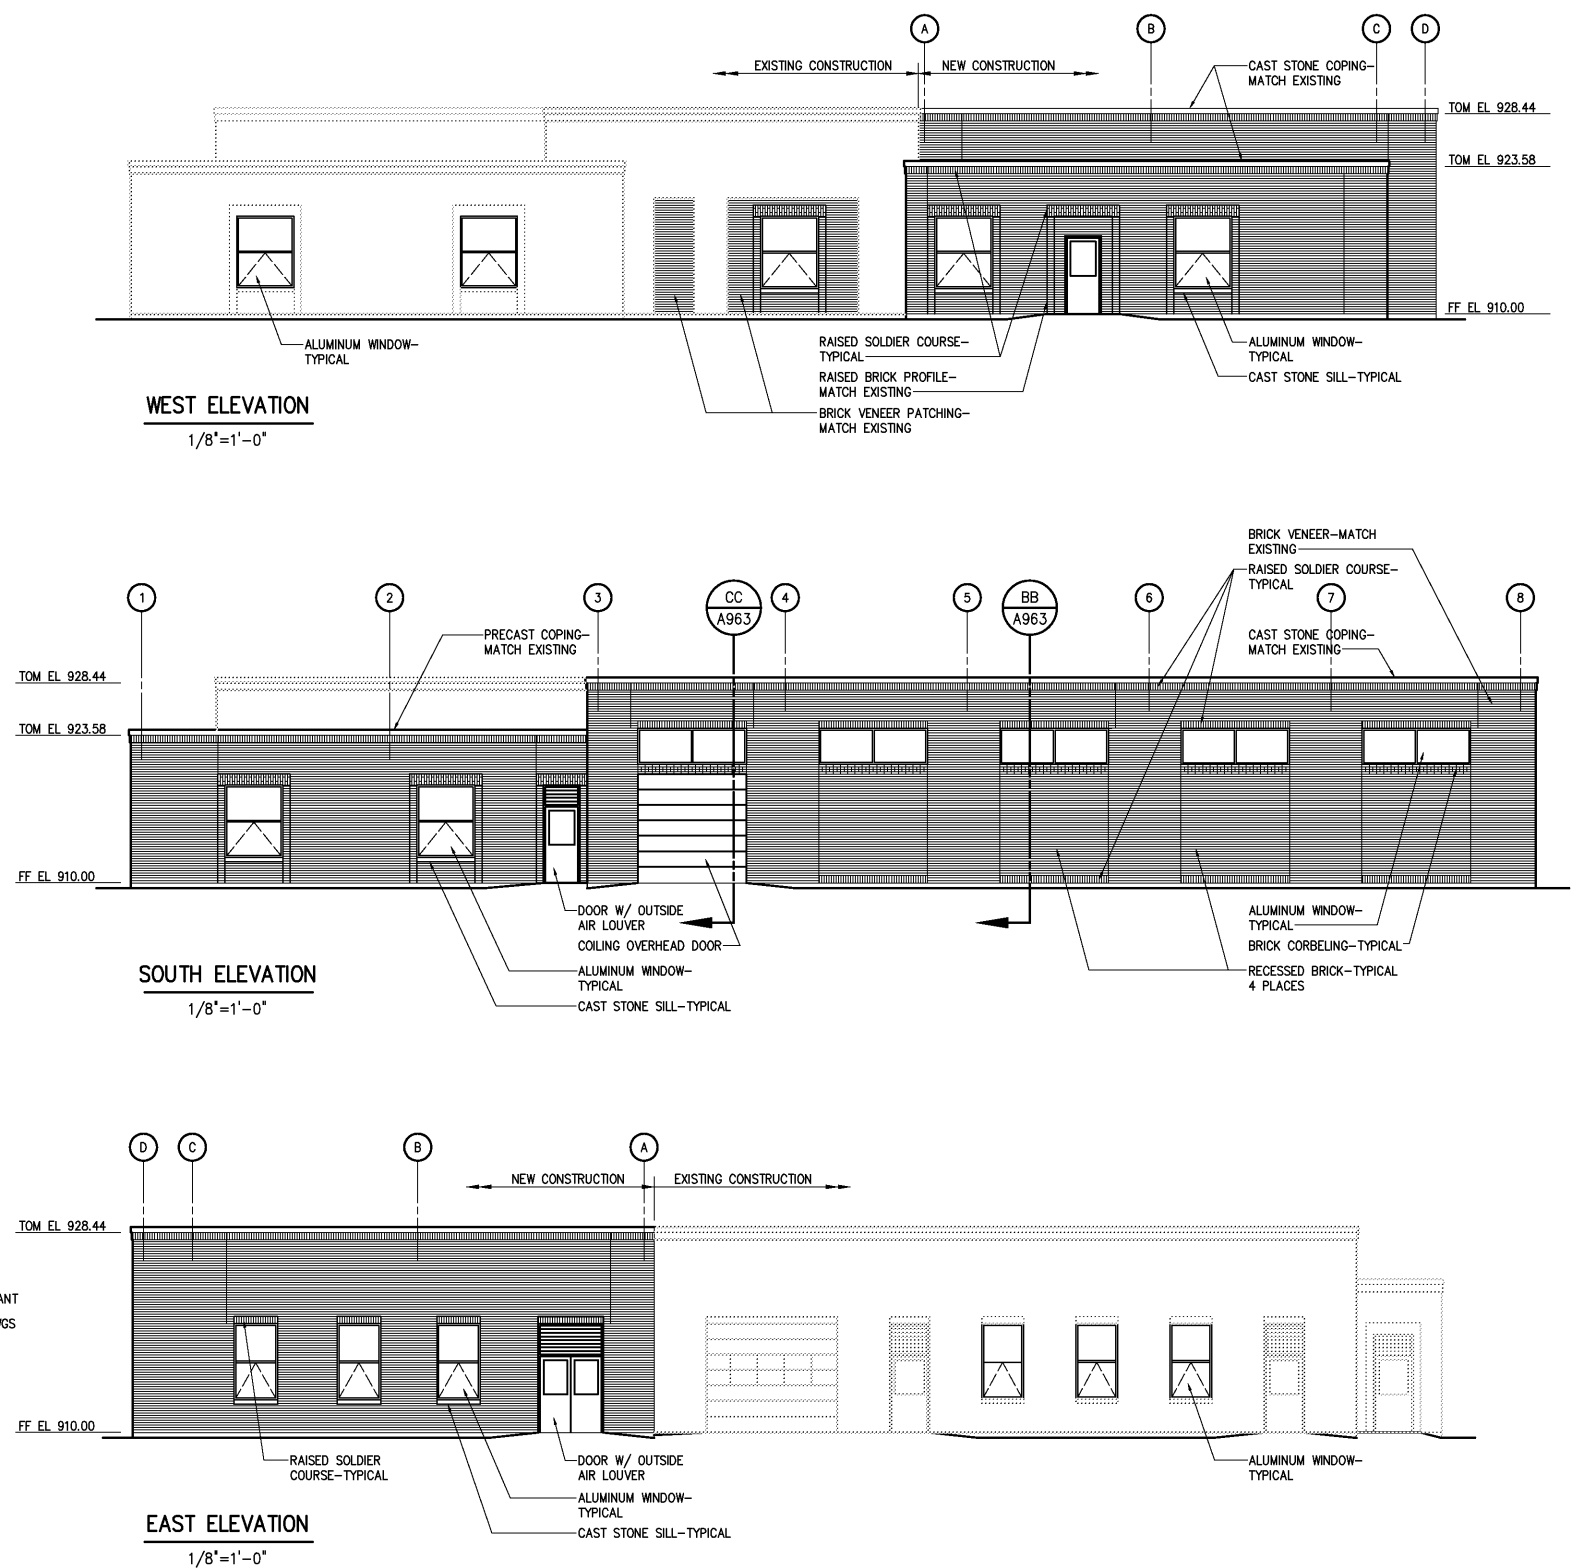 A
B
C
D
EXISTING CONSTRUCTION
NEW CONSTRUCTION
CAST STONE COPING-
MATCH EXISTING
TOM EL 928.44
TOM EL 923.58
FF EL 910.00
ALUMINUM WINDOW-
TYPICAL
RAISED SOLDIER COURSE-
TYPICAL
RAISED BRICK PROFILE-
MATCH EXISTING
BRICK VENEER PATCHING-
MATCH EXISTING
ALUMINUM WINDOW-
TYPICAL
CAST STONE SILL-TYPICAL
WEST ELEVATION
1/8"=1'-0"
BRICK VENEER-MATCH
EXISTING
RAISED SOLDIER COURSE-
TYPICAL
1
2
3
CC
A963
4
5
BB
A963
6
7
8
PRECAST COPING-
MATCH EXISTING
CAST STONE COPING-
MATCH EXISTING
TOM EL 928.44
TOM EL 923.58
FF EL 910.00
DOOR W/ OUTSIDE
AIR LOUVER
COILING OVERHEAD DOOR
ALUMINUM WINDOW-
TYPICAL
CAST STONE SILL-TYPICAL
ALUMINUM WINDOW-
TYPICAL
BRICK CORBELING-TYPICAL
RECESSED BRICK-TYPICAL
4 PLACES
SOUTH ELEVATION
1/8"=1'-0"
D
C
B
A
NEW CONSTRUCTION
EXISTING CONSTRUCTION
TOM EL 928.44
ANT
GS
FF EL 910.00
RAISED SOLDIER
COURSE-TYPICAL
DOOR W/ OUTSIDE
AIR LOUVER
ALUMINUM WINDOW-
TYPICAL
CAST STONE SILL-TYPICAL
ALUMINUM WINDOW-
TYPICAL
EAST ELEVATION
1/8"=1'-0"